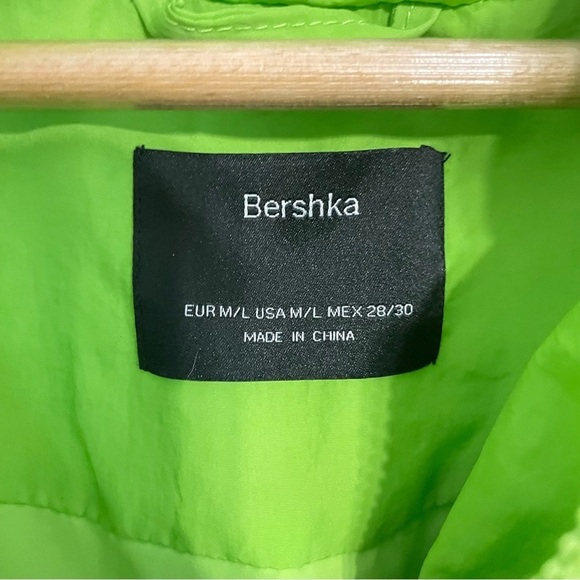 Bershka
EUR M/L USA M/L MEX 28/30
MADE IN CHINA